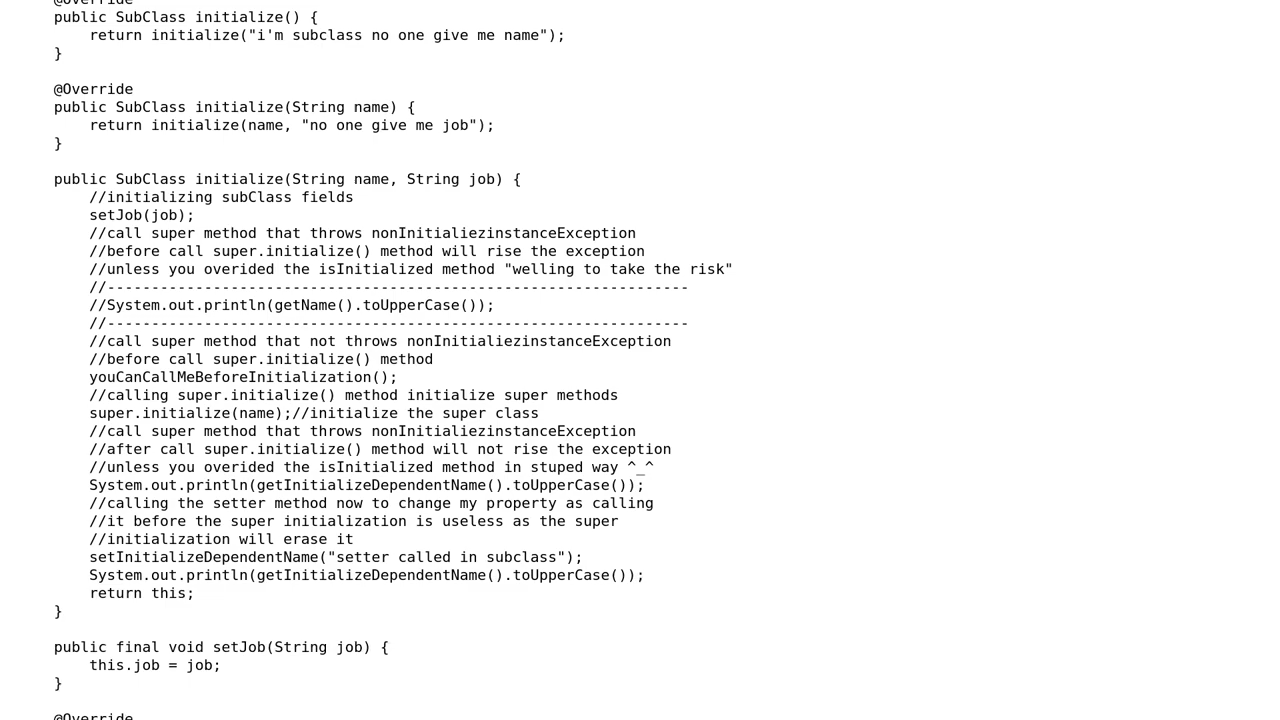 @Override
public SubClass initialize() {
    return initialize("i'm subclass no one give me name");
}
@Override
public SubClass initialize(String name) {
    return initialize(name, "no one give me job");
}
public SubClass initialize(String name, String job) {
    //initializing subClass fields
    setJob(job);
    //call super method that throws nonInitialiezinstanceException
    //before call super.initialize() method will rise the exception
    //unless you overided the isInitialized method "welling to take the risk"
    //------------------------------------------------------------------
    //System.out.println(getName().toUpperCase());
    //------------------------------------------------------------------
    //call super method that not throws nonInitialiezinstanceException
    //before call super.initialize() method
    youCanCallMeBeforeInitialization();
    //calling super.initialize() method initialize super methods
    super.initialize(name);//initialize the super class
    //call super method that throws nonInitialiezinstanceException
    //after call super.initialize() method will not rise the exception
    //unless you overided the isInitialized method in stuped way ^_^
    System.out.println(getInitializeDependentName().toUpperCase());
    //calling the setter method now to change my property as calling
    //it before the super initialization is useless as the super
    //initialization will erase it
    setInitializeDependentName("setter called in subclass");
    System.out.println(getInitializeDependentName().toUpperCase());
    return this;
}
public final void setJob(String job) {
    this.job = job;
}
@Override